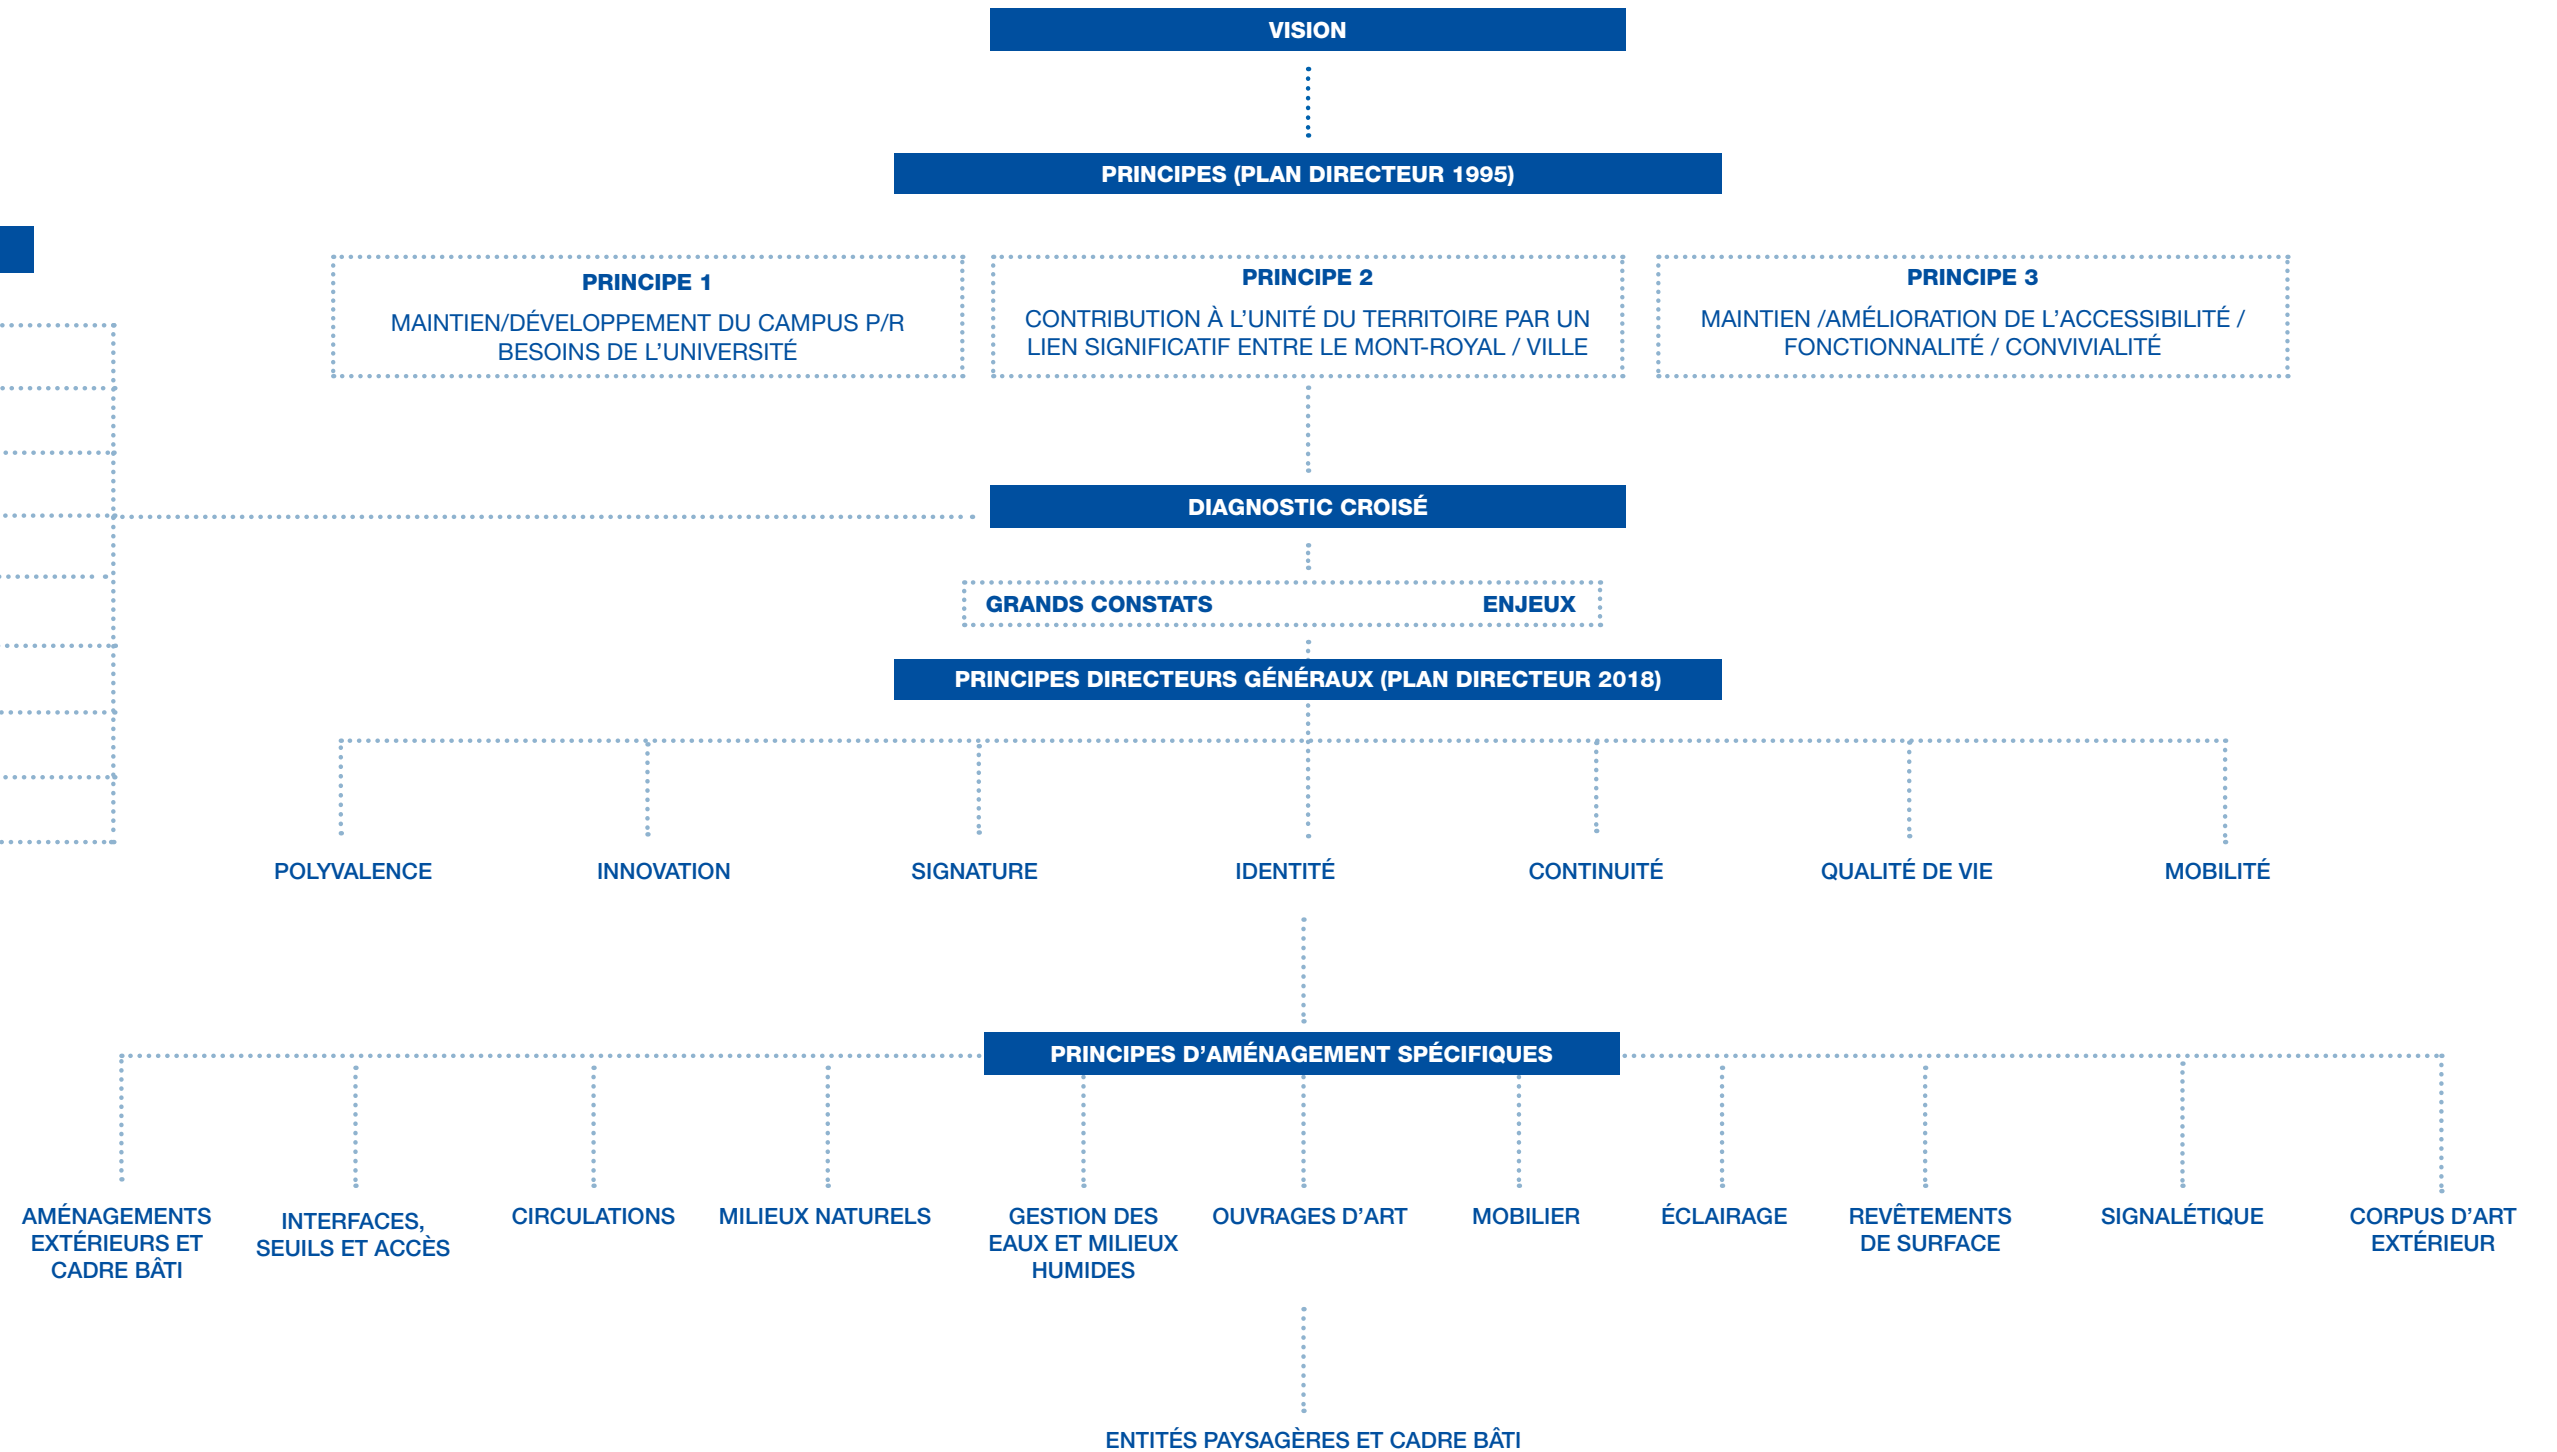 VISION
PRINCIPES (PLAN DIRECTEUR 1995)
PRINCIPE 1
MAINTIEN/DÉVELOPPEMENT DU CAMPUS P/R
BESOINS DE L’UNIVERSITÉ
PRINCIPE 2
CONTRIBUTION À L’UNITÉ DU TERRITOIRE PAR UN
LIEN SIGNIFICATIF ENTRE LE MONT-ROYAL / VILLE
PRINCIPE 3
MAINTIEN /AMÉLIORATION DE L’ACCESSIBILITÉ /
FONCTIONNALITÉ / CONVIVIALITÉ
DIAGNOSTIC CROISÉ
GRANDS CONSTATS
ENJEUX
PRINCIPES DIRECTEURS GÉNÉRAUX (PLAN DIRECTEUR 2018)
POLYVALENCE
INNOVATION
SIGNATURE
IDENTITÉ
CONTINUITÉ
QUALITÉ DE VIE
MOBILITÉ
PRINCIPES D’AMÉNAGEMENT SPÉCIFIQUES
AMÉNAGEMENTS
EXTÉRIEURS ET
CADRE BÂTI
INTERFACES,
SEUILS ET ACCÈS
CIRCULATIONS
MILIEUX NATURELS
GESTION DES
EAUX ET MILIEUX
HUMIDES
OUVRAGES D’ART
MOBILIER
ÉCLAIRAGE
REVÊTEMENTS
DE SURFACE
SIGNALÉTIQUE
CORPUS D’ART
EXTÉRIEUR
ENTITÉS PAYSAGÈRES ET CADRE BÂTI